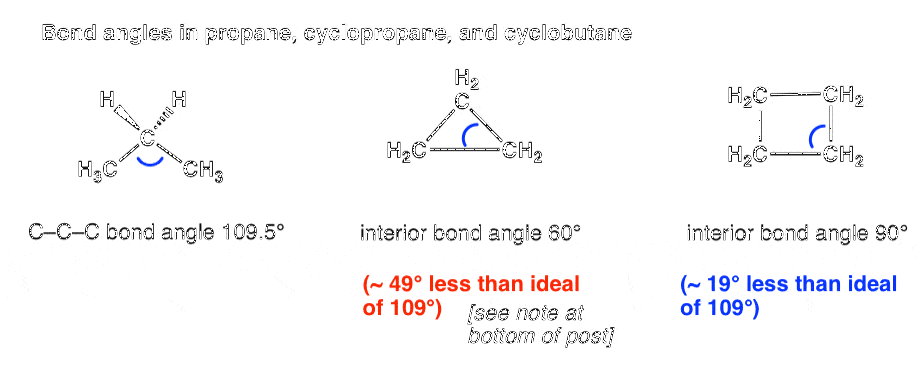 Bond angles in propane, cyclopropane, and cyclobutane
H H
C
H₃C CH₃
H₂
C
H₂C CH₂
H₂C CH₂
H₂C CH₂
C–C–C bond angle 109.5°
interior bond angle 60°
interior bond angle 90°
(~ 49° less than ideal
of 109°)
[see note at
bottom of post]
(~ 19° less than ideal
of 109°)